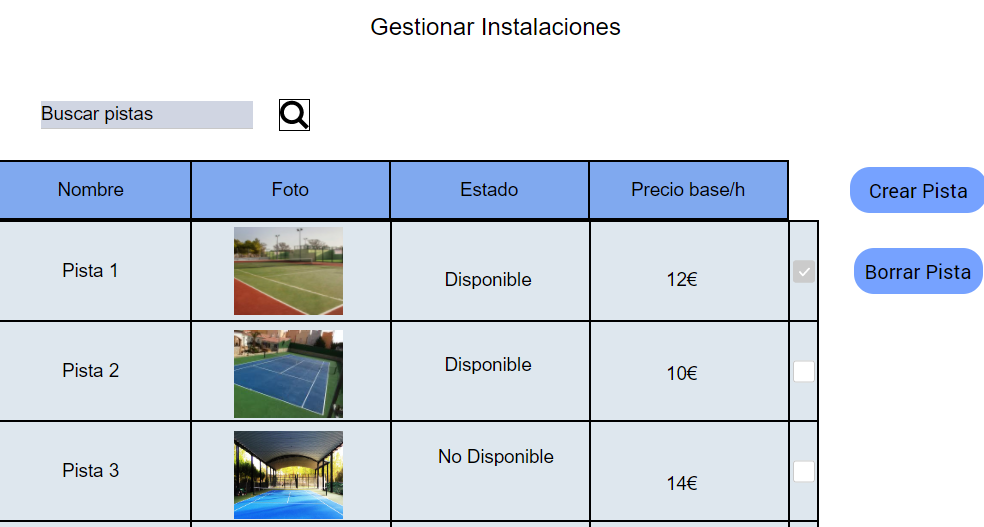 Gestionar Instalaciones
Buscar pistas
Nombre Foto Estado Precio base/h
Crear Pista
Pista 1 Disponible 12€
Borrar Pista
Pista 2 Disponible 10€
Pista 3 No Disponible 14€